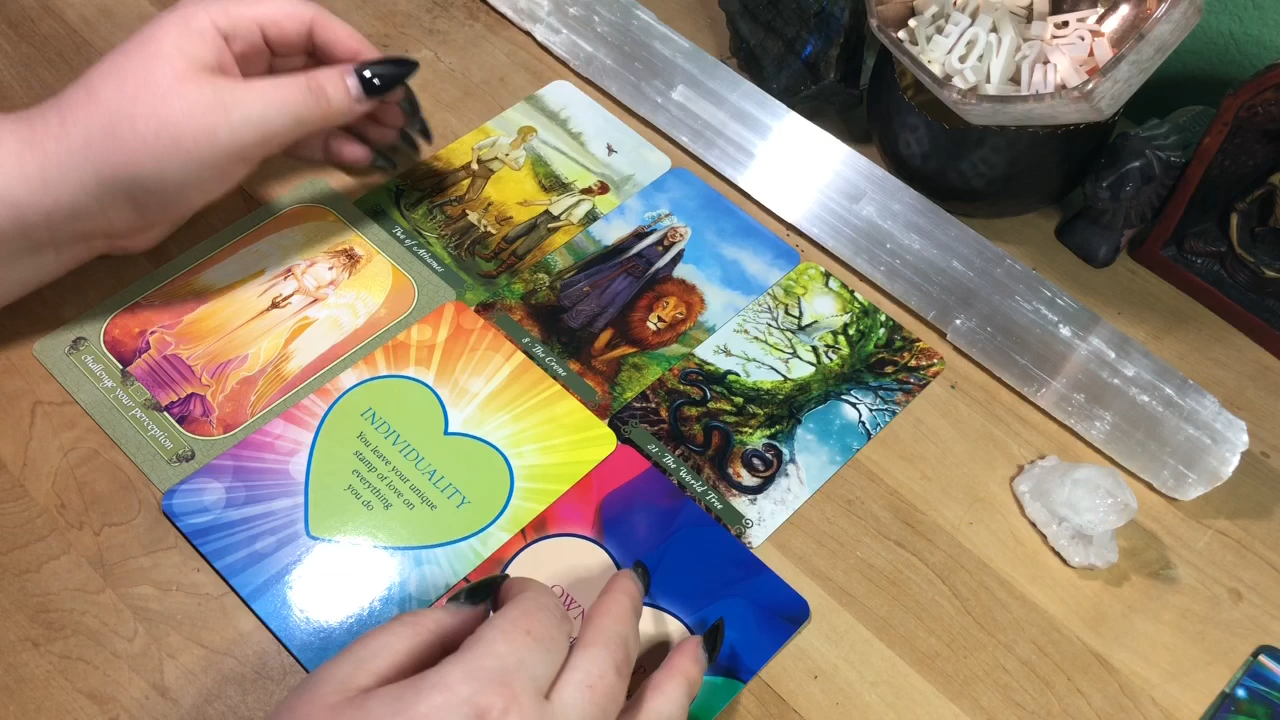 Two of Athames
8 . The Crone
21 . The World Tree
challenge your perception
INDIVIDUALITY
You leave your unique
stamp of love on
everything
you do
OWN